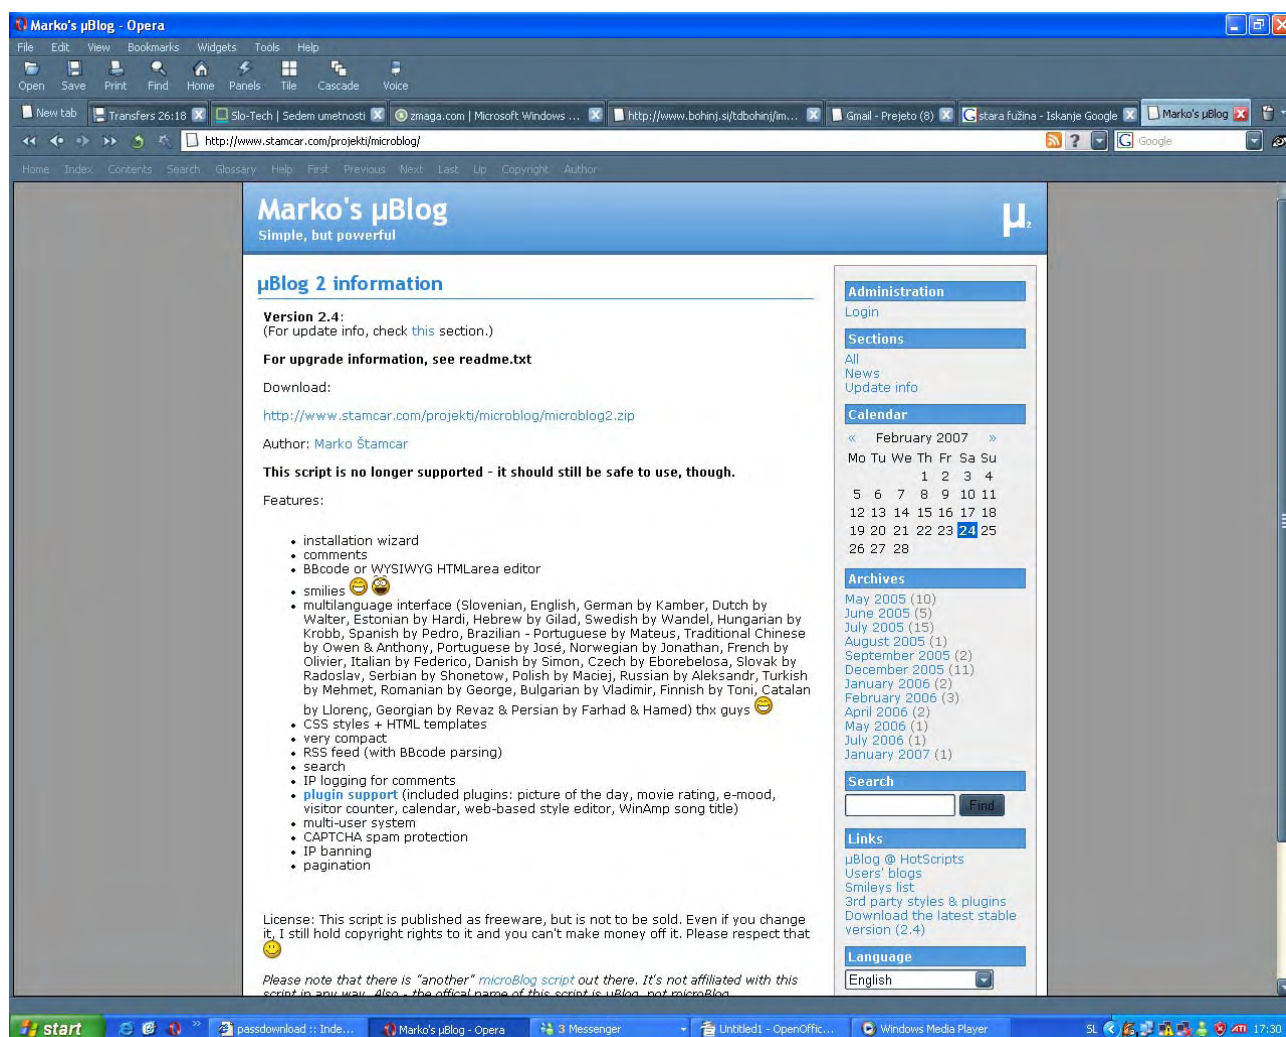 Marko's µBlog - Opera
File Edit View Bookmarks Widgets Tools Help
Open Save Print Find Home Panels Tile Cascade Voice
New tab Transfers 26:18 Slo-Tech | Sedem umetnosti zmaga.com | Microsoft Windows ... http://www.bohinj.si/tdbohinj/im... Gmail - Prejeto (8) stara fužina - Iskanje Google Marko's µBlog
http://www.stamcar.com/projekti/microblog/ Google
Home Index Contents Search Glossary Help First Previous Next Last Up Copyright Author
Marko's µBlog
Simple, but powerful
µ2
µBlog 2 information
Version 2.4:
(For update info, check this section.)
For upgrade information, see readme.txt
Download:
http://www.stamcar.com/projekti/microblog/microblog2.zip
Author: Marko Štamcar
This script is no longer supported - it should still be safe to use, though.
Features:
• installation wizard
• comments
• BBcode or WYSIWYG HTMLarea editor
• smilies
• multilanguage interface (Slovenian, English, German by Kamber, Dutch by
Walter, Estonian by Hardi, Hebrew by Gilad, Swedish by Wandel, Hungarian by
Krobb, Spanish by Pedro, Brazilian - Portuguese by Mateus, Traditional Chinese
by Owen & Anthony, Portuguese by José, Norwegian by Jonathan, French by
Olivier, Italian by Federico, Danish by Simon, Czech by Eborebelosa, Slovak by
Radoslav, Serbian by Shonetow, Polish by Maciej, Russian by Aleksandr, Turkish
by Mehmet, Romanian by George, Bulgarian by Vladimir, Finnish by Toni, Catalan
by Llorenç, Georgian by Revaz & Persian by Farhad & Hamed) thx guys
• CSS styles + HTML templates
• very compact
• RSS feed (with BBcode parsing)
• search
• IP logging for comments
• plugin support (included plugins: picture of the day, movie rating, e-mood,
visitor counter, calendar, web-based style editor, WinAmp song title)
• multi-user system
• CAPTCHA spam protection
• IP banning
• pagination
License: This script is published as freeware, but is not to be sold. Even if you change
it, I still hold copyright rights to it and you can't make money off it. Please respect that
Please note that there is "another" microBlog script out there. It's not affiliated with this
script in any way. Also - the offical name of this script is µBlog, not microBlog.
Administration
Login
Sections
All
News
Update info
Calendar
« February 2007 »
Mo Tu We Th Fr Sa Su
1 2 3 4
5 6 7 8 9 10 11
12 13 14 15 16 17 18
19 20 21 22 23 24 25
26 27 28
Archives
May 2005 (10)
June 2005 (5)
July 2005 (15)
August 2005 (1)
September 2005 (2)
December 2005 (11)
January 2006 (2)
February 2006 (3)
April 2006 (2)
May 2006 (1)
July 2006 (1)
January 2007 (1)
Search
Find
Links
µBlog @ HotScripts
Users' blogs
Smileys list
3rd party styles & plugins
Download the latest stable
version (2.4)
Language
English
start passdownload :: Inde... Marko's µBlog - Opera 3 Messenger Untitled1 - OpenOffic... Windows Media Player SL ATI 17:30